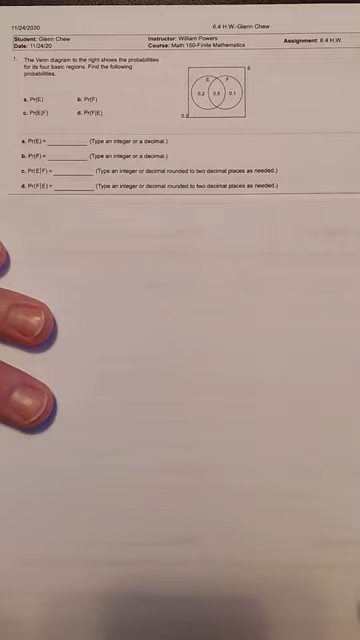 11/24/2020 6.4 H.W.-Glenn Chew
Student: Glenn Chew Instructor: William Powers Assignment: 6.4 H.W.
Date: 11/24/20 Course: Math 150-Finite Mathematics
1. The Venn diagram to the right shows the probabilities
for its four basic regions. Find the following
probabilities.
S
E F
0.2 0.5 0.1
0.2
a. Pr(E) b. Pr(F)
c. Pr(E|F) d. Pr(F|E)
a. Pr(E) = (Type an integer or a decimal.)
b. Pr(F) = (Type an integer or a decimal.)
c. Pr(E|F) = (Type an integer or decimal rounded to two decimal places as needed.)
d. Pr(F|E) = (Type an integer or decimal rounded to two decimal places as needed.)